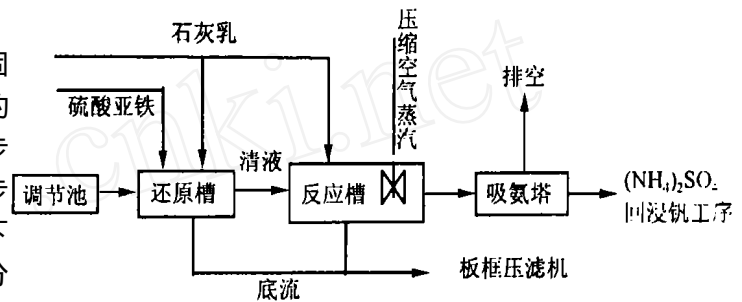 石灰乳
压缩空气蒸汽
排空
硫酸亚铁
清液
调节池
还原槽
反应槽
吸氨塔
(NH₄)₂SO₄
回浸钒工序
底流
板框压滤机
cnki.net